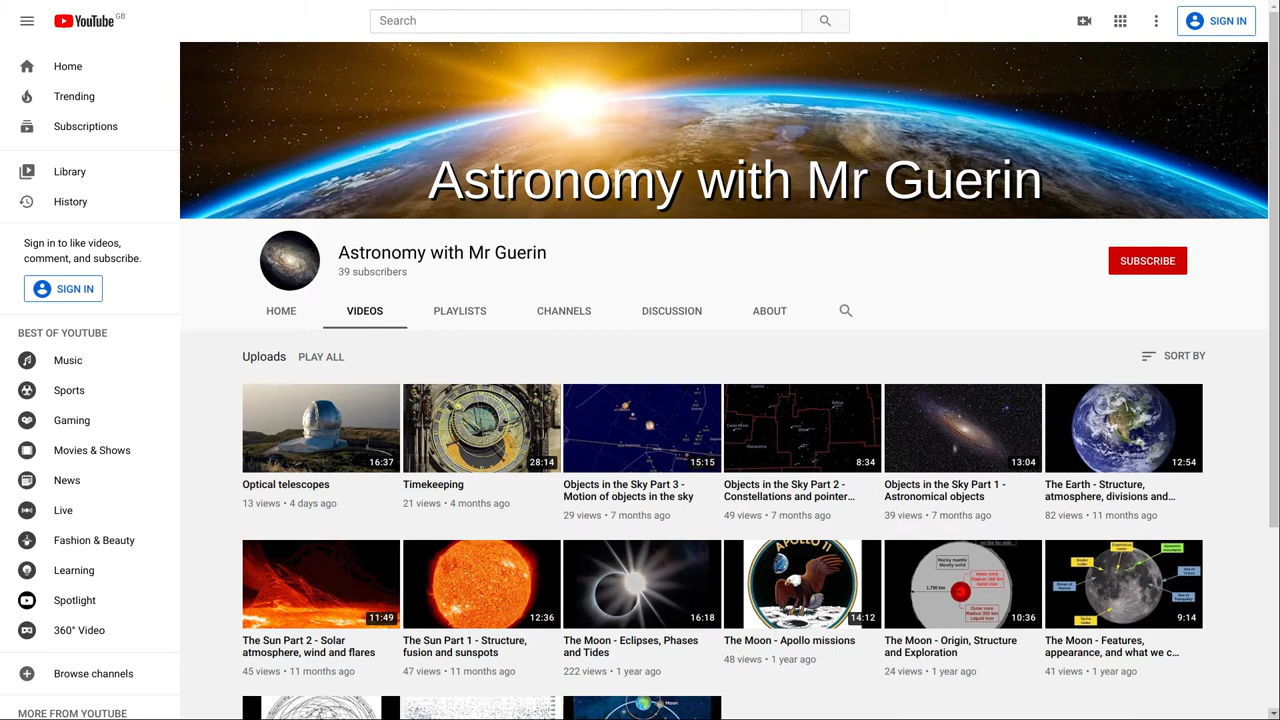 YouTube GB
Search
SIGN IN
Home
Trending
Subscriptions
Library
History
Sign in to like videos,
comment, and subscribe.
SIGN IN
BEST OF YOUTUBE
Music
Sports
Gaming
Movies & Shows
News
Live
Fashion & Beauty
Learning
Spotlight
360° Video
Browse channels
MORE FROM YOUTUBE
Astronomy with Mr Guerin
Astronomy with Mr Guerin
39 subscribers
SUBSCRIBE
HOME
VIDEOS
PLAYLISTS
CHANNELS
DISCUSSION
ABOUT
Uploads
PLAY ALL
SORT BY
16:37
Optical telescopes
13 views • 4 days ago
28:14
Timekeeping
21 views • 4 months ago
15:15
Objects in the Sky Part 3 -
Motion of objects in the sky
29 views • 7 months ago
8:34
Objects in the Sky Part 2 -
Constellations and pointer...
49 views • 7 months ago
13:04
Objects in the Sky Part 1 -
Astronomical objects
39 views • 7 months ago
12:54
The Earth - Structure,
atmosphere, divisions and...
82 views • 11 months ago
11:49
The Sun Part 2 - Solar
atmosphere, wind and flares
45 views • 11 months ago
12:36
The Sun Part 1 - Structure,
fusion and sunspots
47 views • 11 months ago
16:18
The Moon - Eclipses, Phases
and Tides
222 views • 1 year ago
APOLLO 11
14:12
The Moon - Apollo missions
48 views • 1 year ago
Rocky mantle
Mostly solid
1,700 km
10:36
The Moon - Origin, Structure
and Exploration
24 views • 1 year ago
9:14
The Moon - Features,
appearance, and what we c...
41 views • 1 year ago
Moon